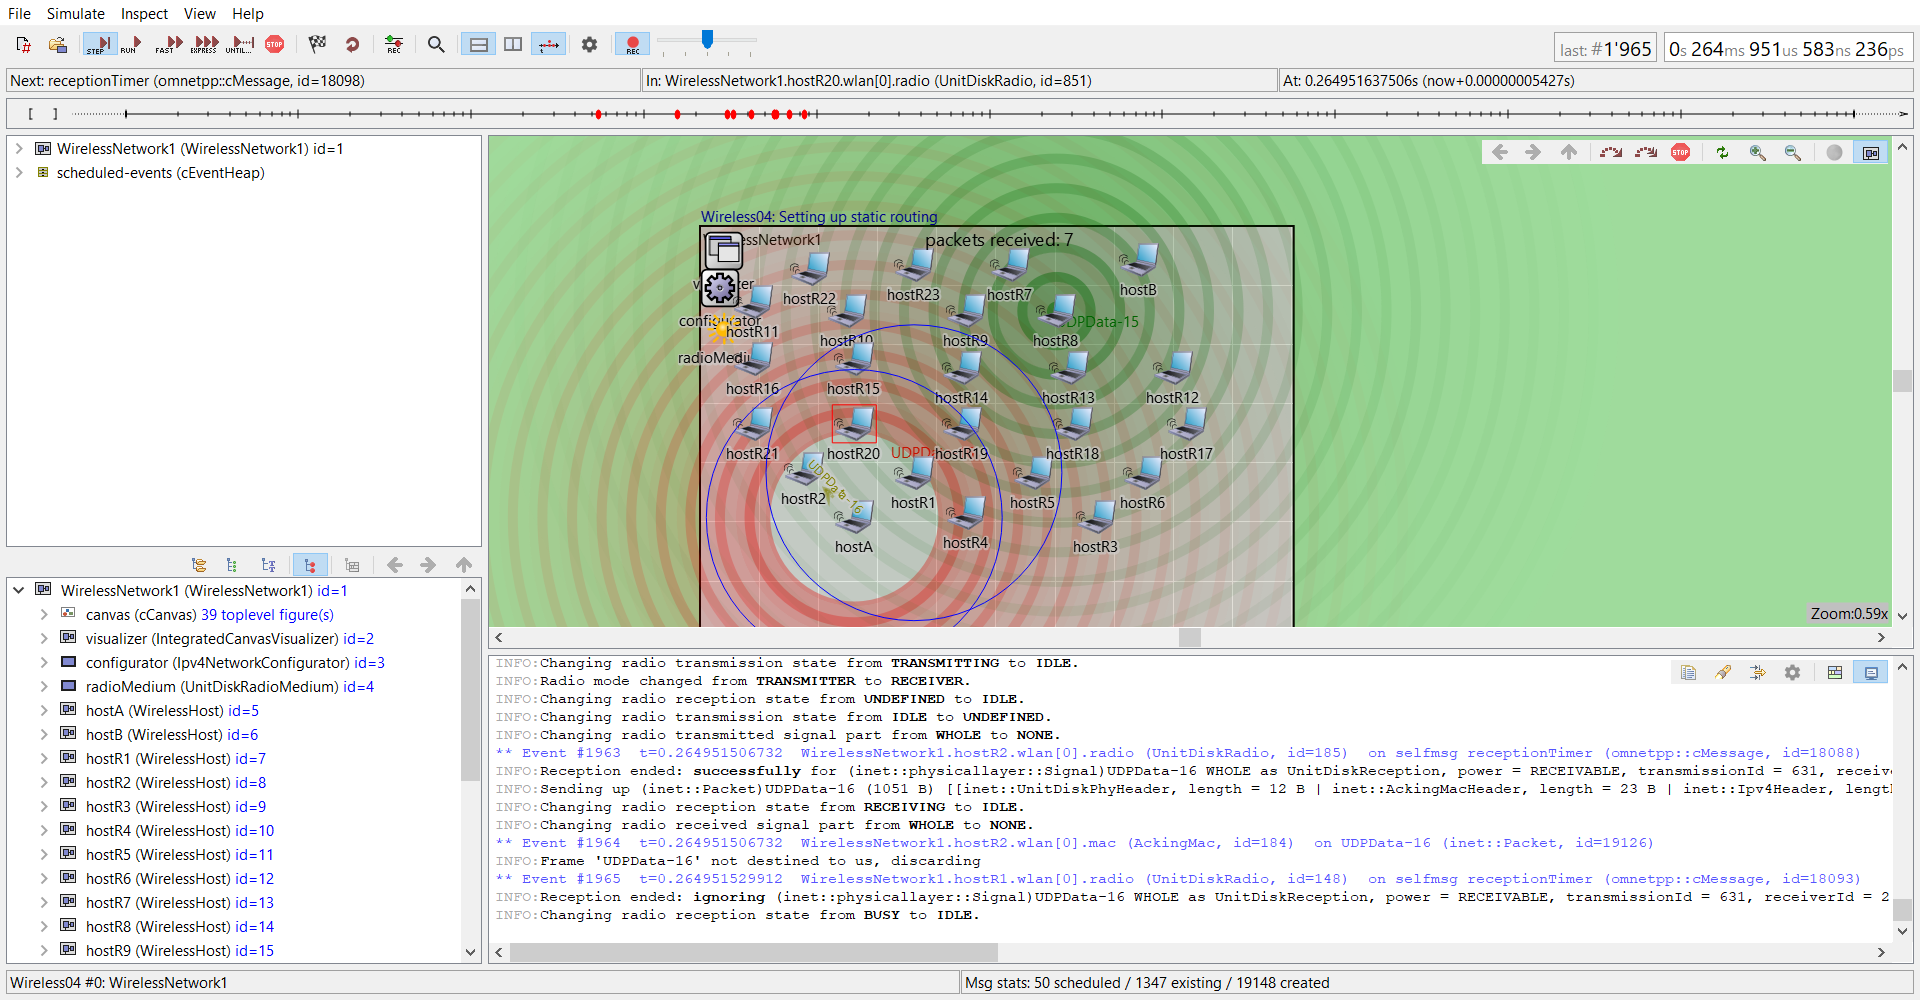 File Simulate Inspect View Help
STEP RUN FAST EXPRESS UNTIL... STOP REC REC
last: #1'965 0s 264ms 951us 583ns 236ps
Next: receptionTimer (omnetpp::cMessage, id=18098) In: WirelessNetwork1.hostR20.wlan[0].radio (UnitDiskRadio, id=851) At: 0.264951637506s (now+0.00000005427s)
[ ]
WirelessNetwork1 (WirelessNetwork1) id=1
scheduled-events (cEventHeap)
STOP
Wireless04: Setting up static routing
packets received: 7
hostR22
hostR23
hostR7
hostB
configurator
hostR11
hostR10
hostR9
hostR8
UDPData-15
hostR16
hostR15
hostR14
hostR13
hostR12
hostR21
hostR20
hostR19
hostR18
hostR17
hostR2
UDPData-16
hostR1
hostR5
hostR6
hostA
hostR4
hostR3
Zoom:0.59x
WirelessNetwork1 (WirelessNetwork1) id=1
canvas (cCanvas) 39 toplevel figure(s)
visualizer (IntegratedCanvasVisualizer) id=2
configurator (Ipv4NetworkConfigurator) id=3
radioMedium (UnitDiskRadioMedium) id=4
hostA (WirelessHost) id=5
hostB (WirelessHost) id=6
hostR1 (WirelessHost) id=7
hostR2 (WirelessHost) id=8
hostR3 (WirelessHost) id=9
hostR4 (WirelessHost) id=10
hostR5 (WirelessHost) id=11
hostR6 (WirelessHost) id=12
hostR7 (WirelessHost) id=13
hostR8 (WirelessHost) id=14
hostR9 (WirelessHost) id=15
INFO:Changing radio transmission state from TRANSMITTING to IDLE.
INFO:Radio mode changed from TRANSMITTER to RECEIVER.
INFO:Changing radio reception state from UNDEFINED to IDLE.
INFO:Changing radio transmission state from IDLE to UNDEFINED.
INFO:Changing radio transmitted signal part from WHOLE to NONE.
** Event #1963 t=0.264951506732 WirelessNetwork1.hostR2.wlan[0].radio (UnitDiskRadio, id=185) on selfmsg receptionTimer (omnetpp::cMessage, id=18088)
INFO:Reception ended: successfully for (inet::physicallayer::Signal)UDPData-16 WHOLE as UnitDiskReception, power = RECEIVABLE, transmissionId = 631, receive
INFO:Sending up (inet::Packet)UDPData-16 (1051 B) [[inet::UnitDiskPhyHeader, length = 12 B | inet::AckingMacHeader, length = 23 B | inet::Ipv4Header, lengt
INFO:Changing radio reception state from RECEIVING to IDLE.
INFO:Changing radio received signal part from WHOLE to NONE.
** Event #1964 t=0.264951506732 WirelessNetwork1.hostR2.wlan[0].mac (AckingMac, id=184) on UDPData-16 (inet::Packet, id=19126)
INFO:Frame 'UDPData-16' not destined to us, discarding
** Event #1965 t=0.264951529912 WirelessNetwork1.hostR1.wlan[0].radio (UnitDiskRadio, id=148) on selfmsg receptionTimer (omnetpp::cMessage, id=18093)
INFO:Reception ended: ignoring (inet::physicallayer::Signal)UDPData-16 WHOLE as UnitDiskReception, power = RECEIVABLE, transmissionId = 631, receiverId = 2
INFO:Changing radio reception state from BUSY to IDLE.
Wireless04 #0: WirelessNetwork1 Msg stats: 50 scheduled / 1347 existing / 19148 created